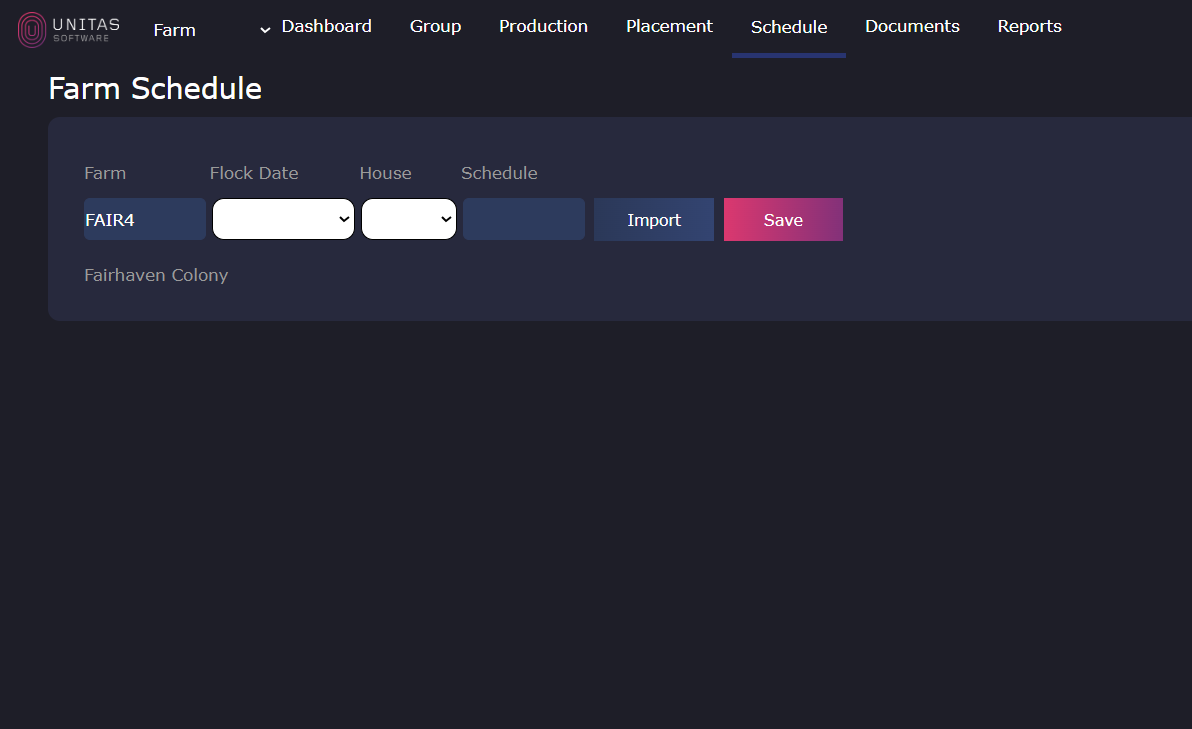 UNITAS
SOFTWARE
Farm Dashboard Group Production Placement Schedule Documents Reports
Farm Schedule
Farm Flock Date House Schedule
FAIR4 Import Save
Fairhaven Colony